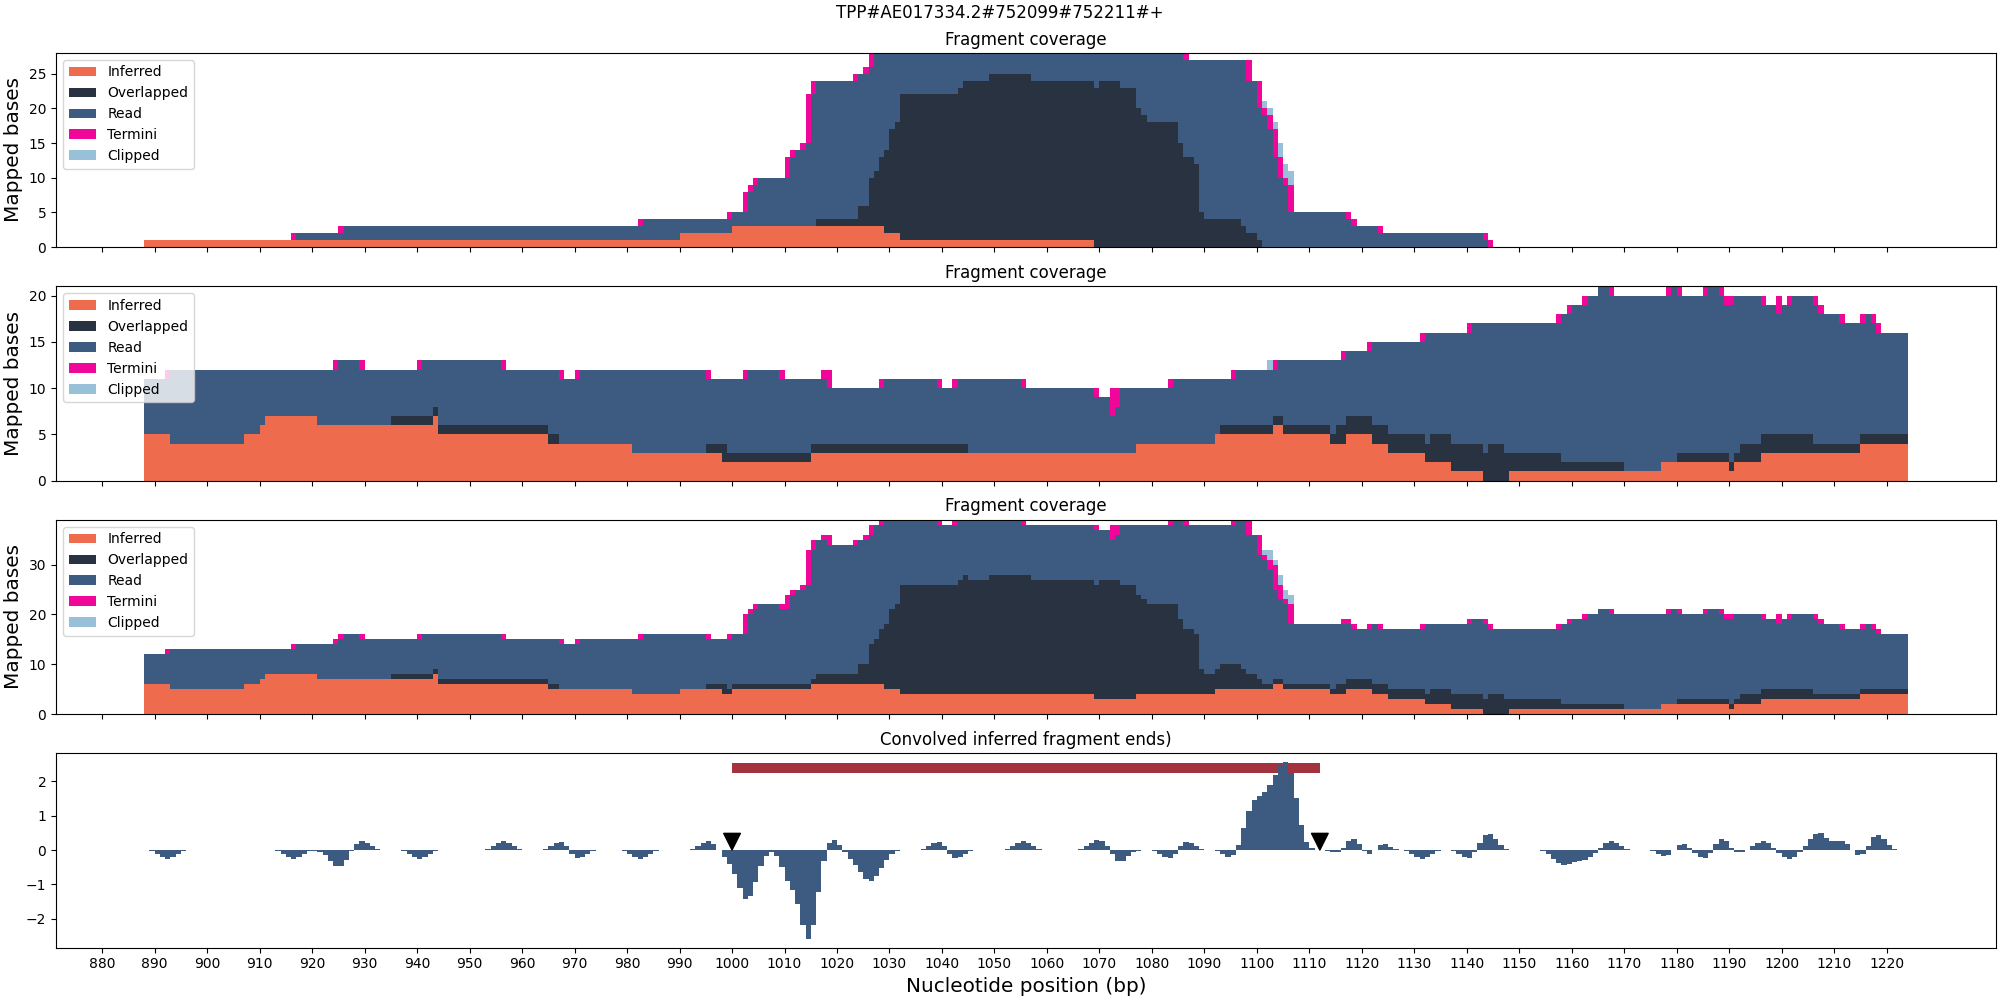 TPP#AE017334.2#752099#752211#+
Fragment coverage
Mapped bases
25
20
15
10
5
0
Inferred
Overlapped
Read
Termini
Clipped
Fragment coverage
Mapped bases
20
15
10
5
0
Inferred
Overlapped
Read
Termini
Clipped
Fragment coverage
Mapped bases
30
20
10
0
Inferred
Overlapped
Read
Termini
Clipped
Convolved inferred fragment ends)
2
1
0
−1
−2
880 890 900 910 920 930 940 950 960 970 980 990 1000 1010 1020 1030 1040 1050 1060 1070 1080 1090 1100 1110 1120 1130 1140 1150 1160 1170 1180 1190 1200 1210 1220
Nucleotide position (bp)